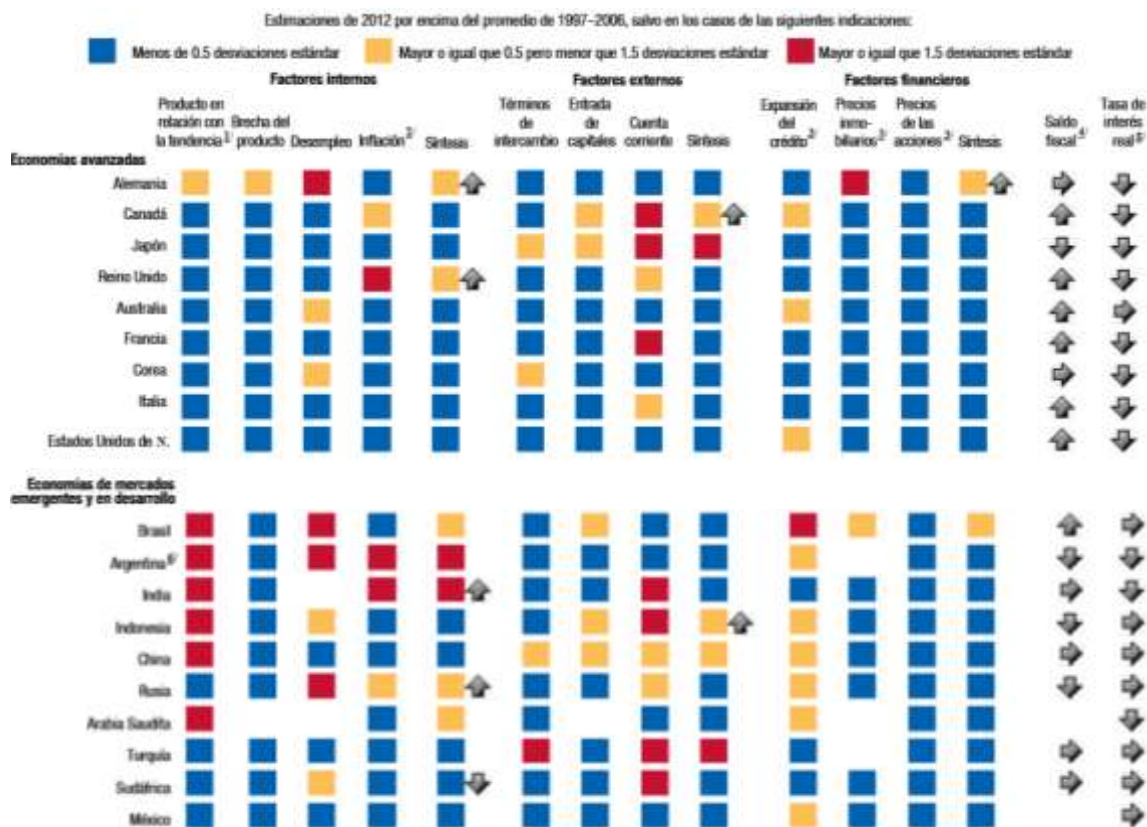 Estimaciones de 2012 por encima del promedio de 1997–2006, salvo en los casos de las siguientes indicaciones:
Menos de 0.5 desviaciones estándar Mayor o igual que 0.5 pero menor que 1.5 desviaciones estándar Mayor o igual que 1.5 desviaciones estándar
Factores internos Factores externos Factores financieros
Producto en relación con la tendencia 1/
Brecha del producto
Desempleo
Inflación 2/
Síntesis
Términos de intercambio
Entrada de capitales
Cuenta corriente
Síntesis
Expansión del crédito 3/
Precios inmo-biliarios 3/
Precios de las acciones 3/
Síntesis
Saldo fiscal 4/
Tasa de interés real
Economías avanzadas
Alemania
Canadá
Japón
Reino Unido
Australia
Francia
Corea
Italia
Estados Unidos de N.
Economías de mercados
emergentes y en desarrollo
Brasil
Argentina
India
Indonesia
China
Rusia
Arabia Saudita
Turquía
Sudáfrica
México